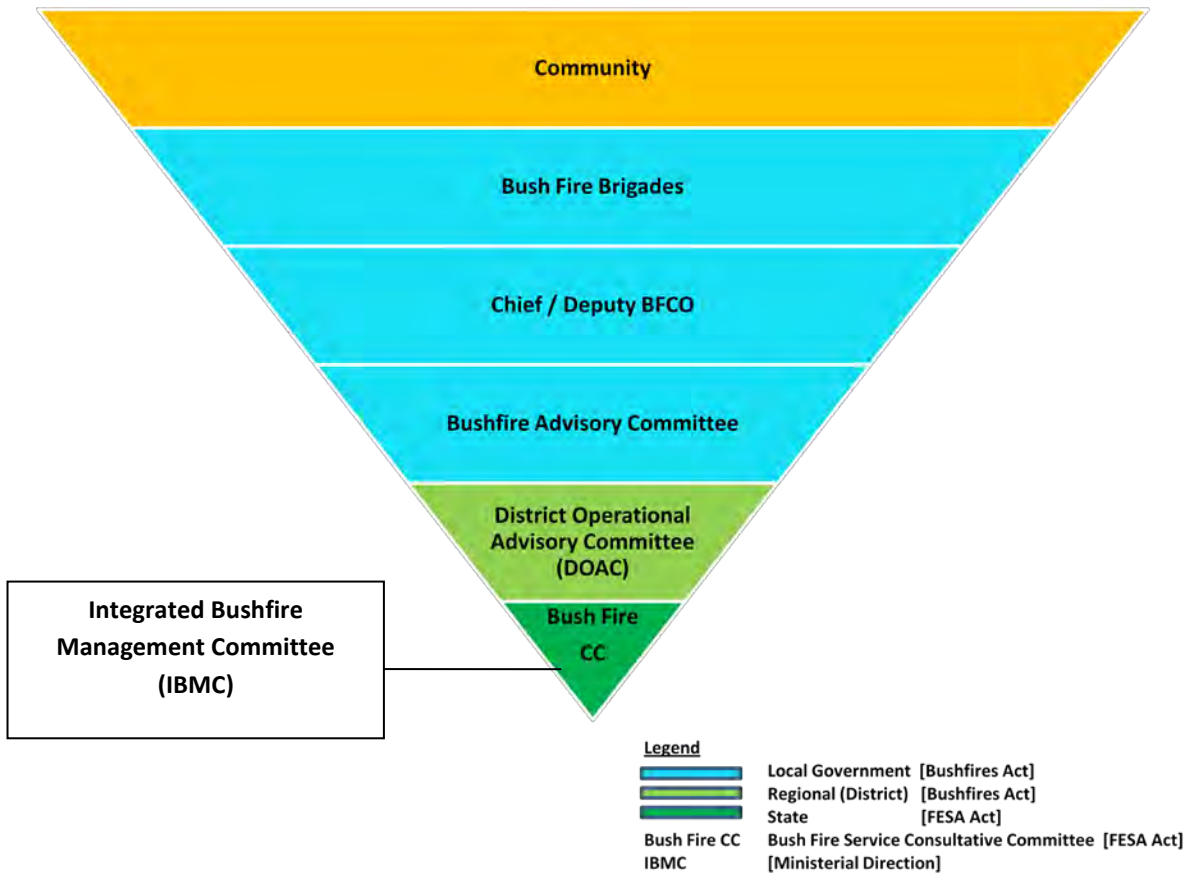 Community
Bush Fire Brigades
Chief / Deputy BFCO
Bushfire Advisory Committee
District Operational
Advisory Committee
(DOAC)
Bush Fire
CC
Integrated Bushfire
Management Committee
(IBMC)
Legend
Local Government [Bushfires Act]
Regional (District) [Bushfires Act]
State [FESA Act]
Bush Fire CC Bush Fire Service Consultative Committee [FESA Act]
IBMC [Ministerial Direction]